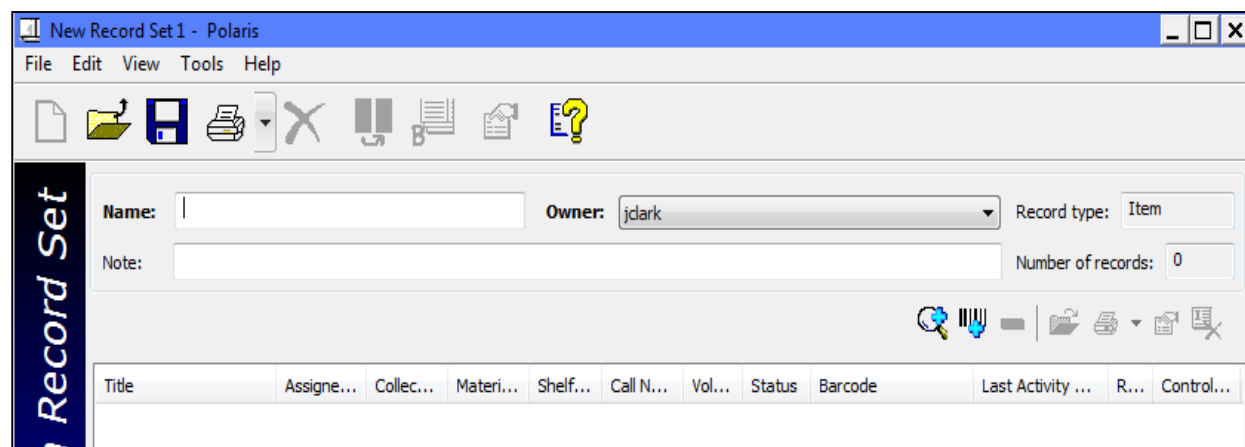 New Record Set 1 - Polaris
File Edit View Tools Help
Name: Owner: jclark Record type: Item
Note: Number of records: 0
Title Assigne... Collec... Materi... Shelf... Call N... Vol... Status Barcode Last Activity ... R... Control...
Record Set